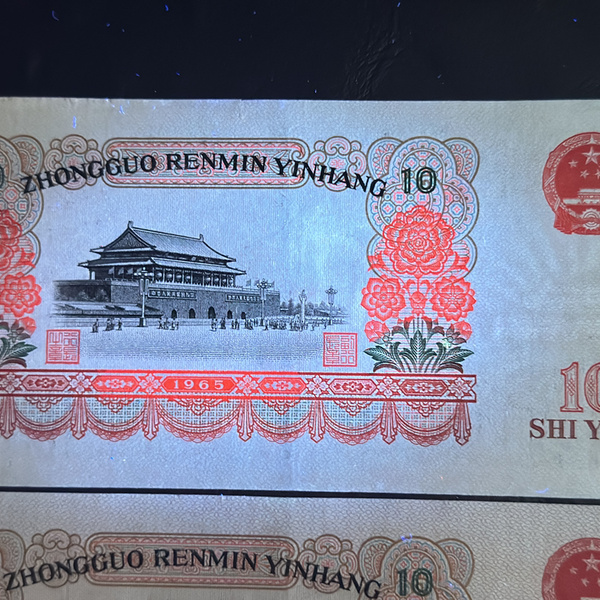 ZHONGGUO RENMIN YINHANG 10
1965
10
SHI Y
ZHONGGUO RENMIN YINHANG 10